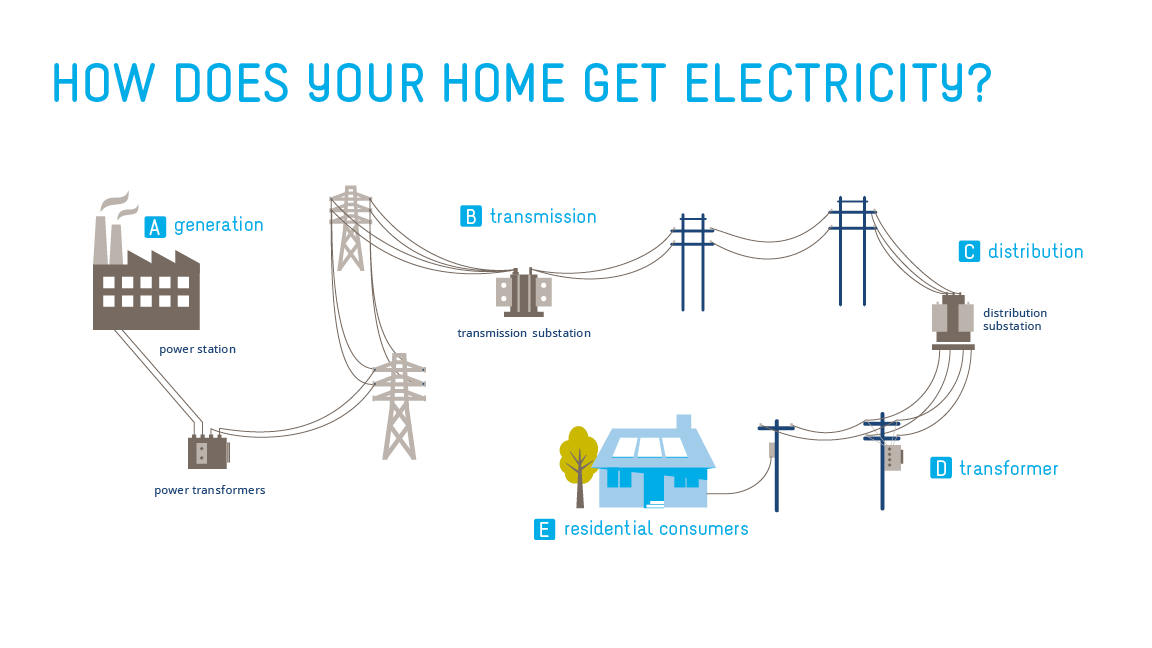 HOW DOES YOUR HOME GET ELECTRICITY?
A generation
power station
power transformers
B transmission
transmission substation
C distribution
distribution
substation
D transformer
E residential consumers